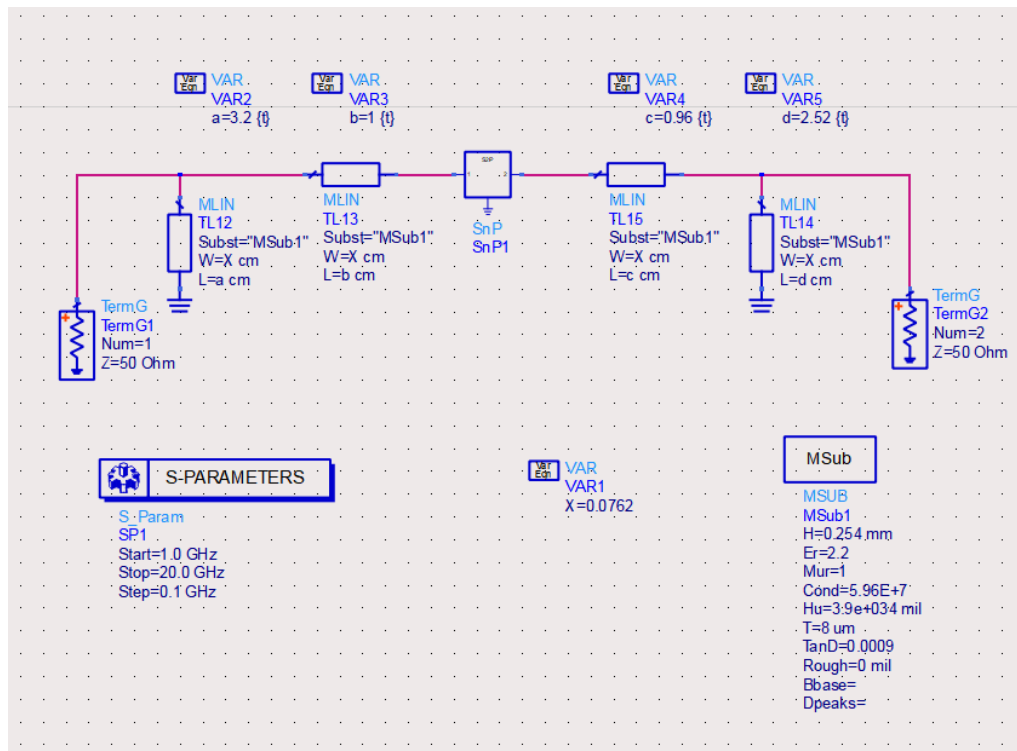 Var
Eqn
VAR
VAR2
a=3.2 {t}
Var
Eqn
VAR
VAR3
b=1 {t}
Var
Eqn
VAR
VAR4
c=0.96 {t}
Var
Eqn
VAR
VAR5
d=2.52 {t}
MLIN
TL12
Subst="MSub1"
W=X cm
L=a cm
MLIN
TL13
Subst="MSub1"
W=X cm
L=b cm
S2P
1
2
SnP
SnP1
MLIN
TL15
Subst="MSub1"
W=X cm
L=c cm
MLIN
TL14
Subst="MSub1"
W=X cm
L=d cm
+
TermG
TermG1
Num=1
Z=50 Ohm
+
TermG
TermG2
Num=2
Z=50 Ohm
S-PARAMETERS
S_Param
SP1
Start=1.0 GHz
Stop=20.0 GHz
Step=0.1 GHz
Var
Eqn
VAR
VAR1
X=0.0762
MSub
MSUB
MSub1
H=0.254 mm
Er=2.2
Mur=1
Cond=5.96E+7
Hu=3.9e+034 mil
T=8 um
TanD=0.0009
Rough=0 mil
Bbase=
Dpeaks=